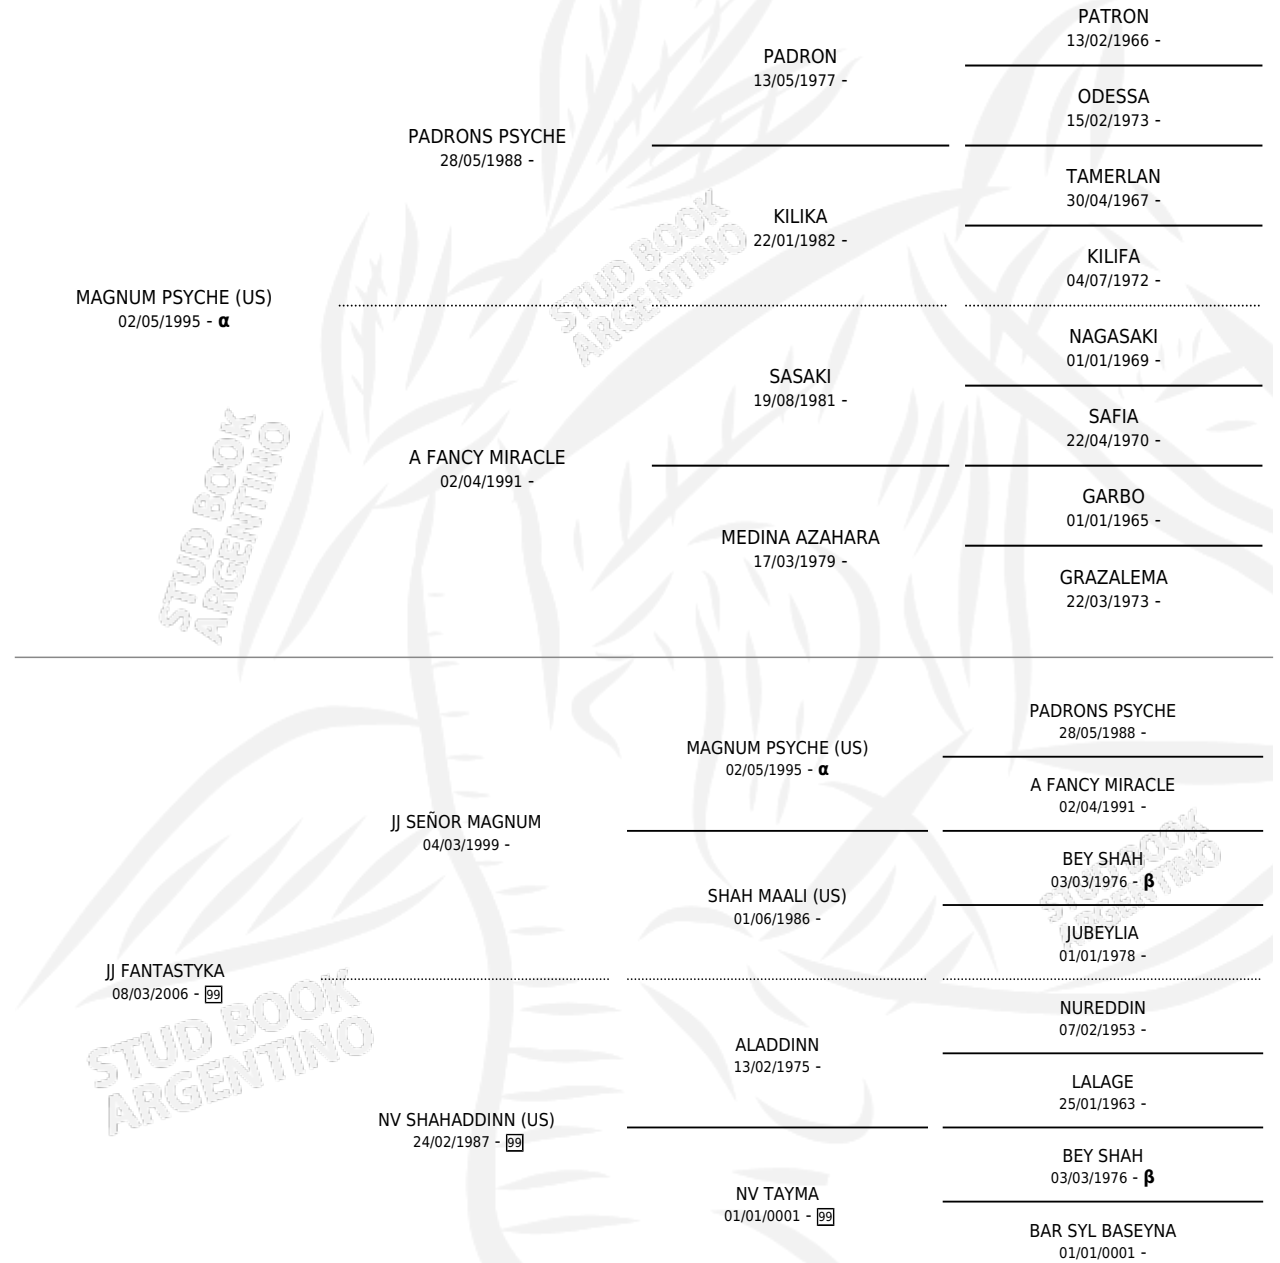 PATRON
13/02/1966 -
PADRON
13/05/1977 -
ODESSA
15/02/1973 -
PADRONS PSYCHE
28/05/1988 -
TAMERLAN
30/04/1967 -
KILIKA
22/01/1982 -
KILIFA
04/07/1972 -
MAGNUM PSYCHE (US)
02/05/1995 - α
NAGASAKI
01/01/1969 -
SASAKI
19/08/1981 -
SAFIA
22/04/1970 -
A FANCY MIRACLE
02/04/1991 -
GARBO
01/01/1965 -
MEDINA AZAHARA
17/03/1979 -
GRAZALEMA
22/03/1973 -
STUD BOOK
ARGENTINO
STUD BOOK
ARGENTINO
PADRONS PSYCHE
28/05/1988 -
MAGNUM PSYCHE (US)
02/05/1995 - α
A FANCY MIRACLE
02/04/1991 -
JJ SEÑOR MAGNUM
04/03/1999 -
BEY SHAH
03/03/1976 - β
SHAH MAALI (US)
01/06/1986 -
JUBEYLIA
01/01/1978 -
JJ FANTASTYKA
08/03/2006 - 99
NUREDDIN
07/02/1953 -
ALADDINN
13/02/1975 -
LALAGE
25/01/1963 -
NV SHAHADDINN (US)
24/02/1987 - 99
BEY SHAH
03/03/1976 - β
NV TAYMA
01/01/0001 - 99
BAR SYL BASEYNA
01/01/0001 -
STUD BOOK
ARGENTINO
STUD BOOK
ARGENTINO